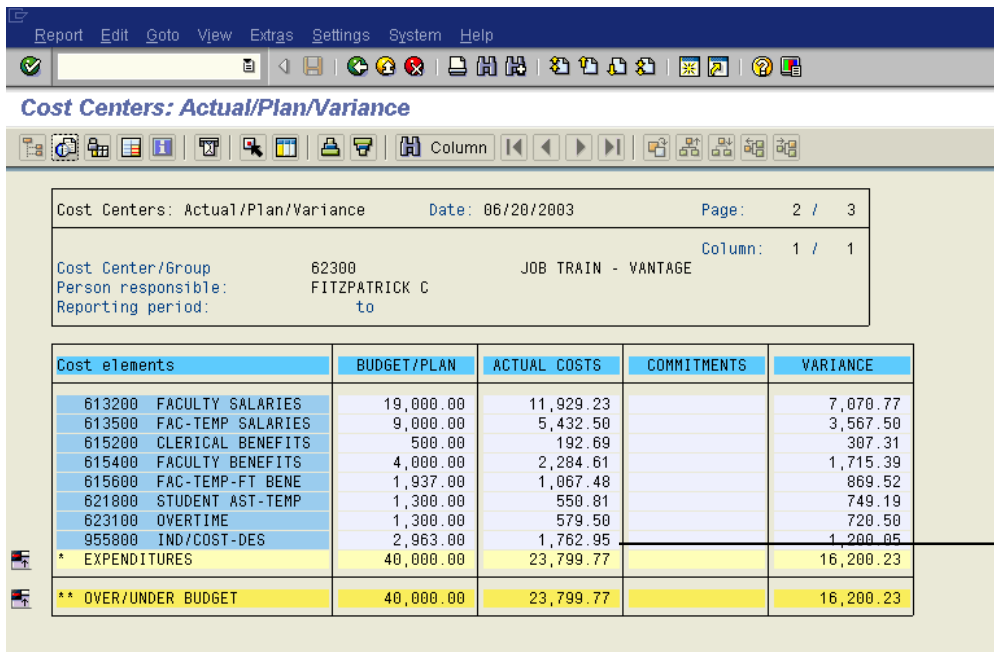 Report Edit Goto View Extras Settings System Help
Cost Centers: Actual/Plan/Variance
Column
Cost Centers: Actual/Plan/Variance Date: 06/20/2003 Page: 2 / 3
Column: 1 / 1
Cost Center/Group 62300 JOB TRAIN - VANTAGE
Person responsible: FITZPATRICK C
Reporting period: to
Cost elements BUDGET/PLAN ACTUAL COSTS COMMITMENTS VARIANCE
613200 FACULTY SALARIES 19,000.00 11,929.23 7,070.77
613500 FAC-TEMP SALARIES 9,000.00 5,432.50 3,567.50
615200 CLERICAL BENEFITS 500.00 192.69 307.31
615400 FACULTY BENEFITS 4,000.00 2,284.61 1,715.39
615600 FAC-TEMP-FT BENE 1,937.00 1,067.48 869.52
621800 STUDENT AST-TEMP 1,300.00 550.81 749.19
623100 OVERTIME 1,300.00 579.50 720.50
955800 IND/COST-DES 2,963.00 1,762.95 1,200.05
* EXPENDITURES 40,000.00 23,799.77 16,200.23
** OVER/UNDER BUDGET 40,000.00 23,799.77 16,200.23